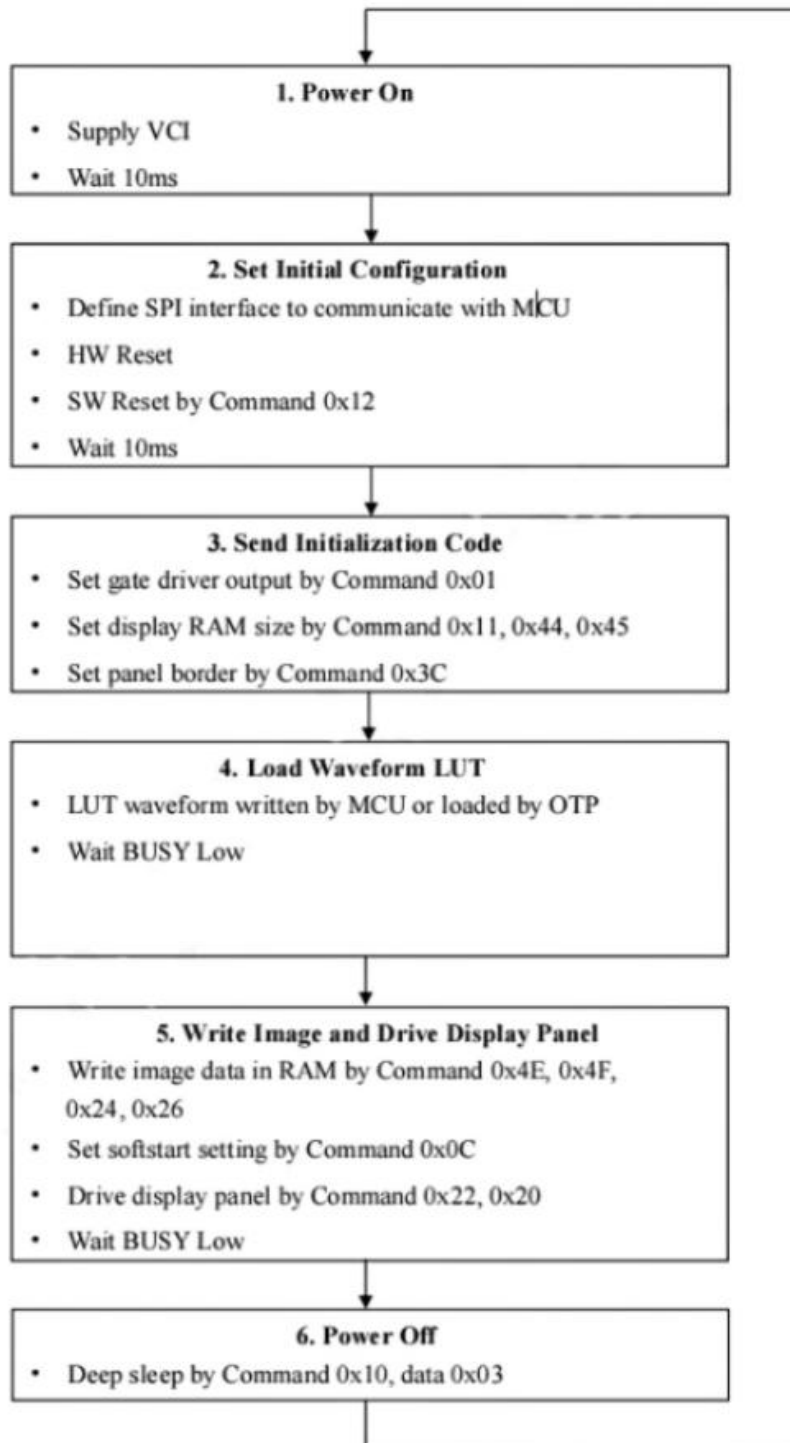 1. Power On
• Supply VCI
• Wait 10ms
2. Set Initial Configuration
• Define SPI interface to communicate with MCU
• HW Reset
• SW Reset by Command 0x12
• Wait 10ms
3. Send Initialization Code
• Set gate driver output by Command 0x01
• Set display RAM size by Command 0x11, 0x44, 0x45
• Set panel border by Command 0x3C
4. Load Waveform LUT
• LUT waveform written by MCU or loaded by OTP
• Wait BUSY Low
5. Write Image and Drive Display Panel
• Write image data in RAM by Command 0x4E, 0x4F,
0x24, 0x26
• Set softstart setting by Command 0x0C
• Drive display panel by Command 0x22, 0x20
• Wait BUSY Low
6. Power Off
• Deep sleep by Command 0x10, data 0x03